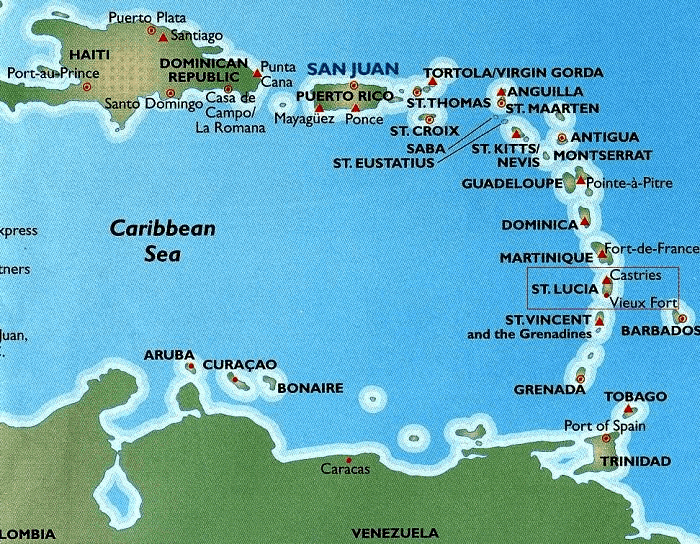 Puerto Plata
Santiago
HAITI
Port-au-Prince
DOMINICAN
REPUBLIC
Punta
Cana
Santo Domingo
Casa de
Campo/
La Romana
SAN JUAN
PUERTO RICO
Mayagüez
Ponce
TORTOLA/VIRGIN GORDA
ST. THOMAS
ST. CROIX
ANGUILLA
ST. MAARTEN
SABA
ST. EUSTATIUS
ST. KITTS/
NEVIS
ANTIGUA
MONTSERRAT
GUADELOUPE
Pointe-à-Pitre
DOMINICA
MARTINIQUE
Fort-de-France
Castries
ST. LUCIA
Vieux Fort
ST. VINCENT
and the Grenadines
BARBADOS
GRENADA
TOBAGO
Port of Spain
TRINIDAD
Caribbean
Sea
xpress
tners
Juan,
ARUBA
CURAÇAO
BONAIRE
Caracas
LOMBIA
VENEZUELA